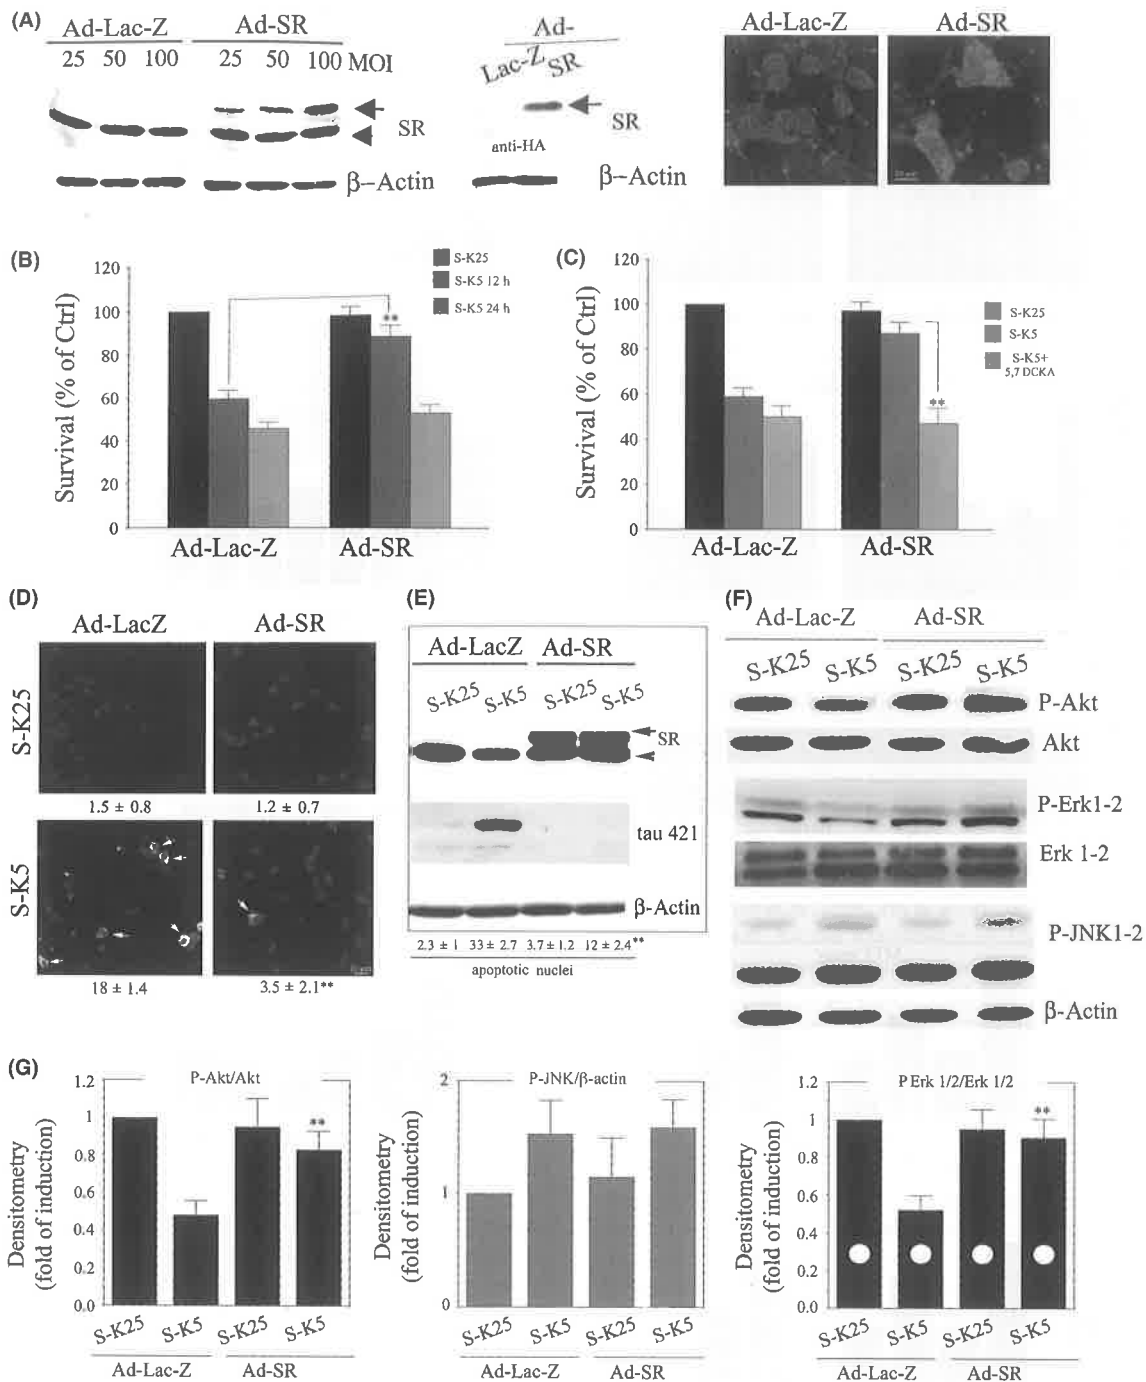 (A)
Ad-Lac-Z
Ad-SR
25 50 100
25 50 100 MOI
SR
β–Actin
Ad-
Lac-Z SR
SR
anti-HA
β–Actin
Ad-Lac-Z
Ad-SR
(B)
S-K25
S-K5 12 h
S-K5 24 h
Survival (% of Ctrl)
120
100
80
60
40
20
0
**
Ad-Lac-Z
Ad-SR
(C)
S-K25
S-K5
S-K5+
5,7 DCKA
Survival (% of Ctrl)
120
100
80
60
40
20
0
**
Ad-Lac-Z
Ad-SR
(D)
Ad-LacZ
Ad-SR
S-K25
1.5 ± 0.8
1.2 ± 0.7
S-K5
18 ± 1.4
3.5 ± 2.1**
(E)
Ad-LacZ
Ad-SR
S-K25 S-K5 S-K25 S-K5
SR
tau 421
β-Actin
2.3 ± 1 33 ± 2.7 3.7 ± 1.2 12 ± 2.4**
apoptotic nuclei
(F)
Ad-Lac-Z
Ad-SR
S-K25 S-K5 S-K25 S-K5
P-Akt
Akt
P-Erk1-2
Erk 1-2
P-JNK1-2
β-Actin
(G)
P-Akt/Akt
Densitometry
(fold of induction)
1.2
1
0.8
0.6
0.4
0.2
0.0
**
S-K25 S-K5 S-K25 S-K5
Ad-Lac-Z
Ad-SR
P-JNK/β-actin
Densitometry
(fold of induction)
2
1
0
S-K25 S-K5 S-K25 S-K5
Ad-Lac-Z
Ad-SR
P Erk 1/2/Erk 1/2
Densitometry
(fold of induction)
1.2
1
0.8
0.6
0.4
0.2
0.0
**
S-K25 S-K5 S-K25 S-K5
Ad-Lac-Z
Ad-SR